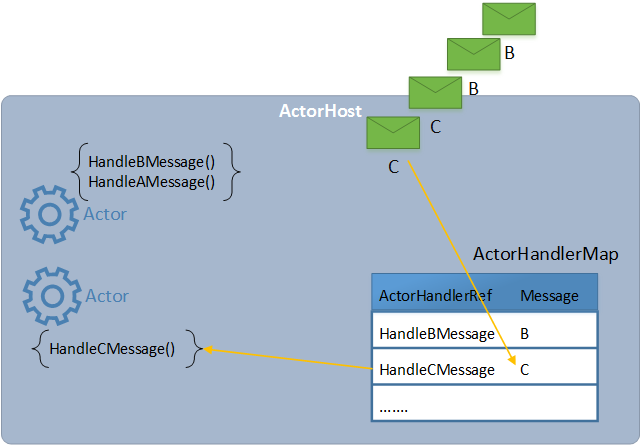 B
B
ActorHost
C
C
HandleBMessage()
HandleAMessage()
Actor
ActorHandlerMap
Actor
ActorHandlerRef Message
HandleBMessage B
HandleCMessage()
HandleCMessage C
.......